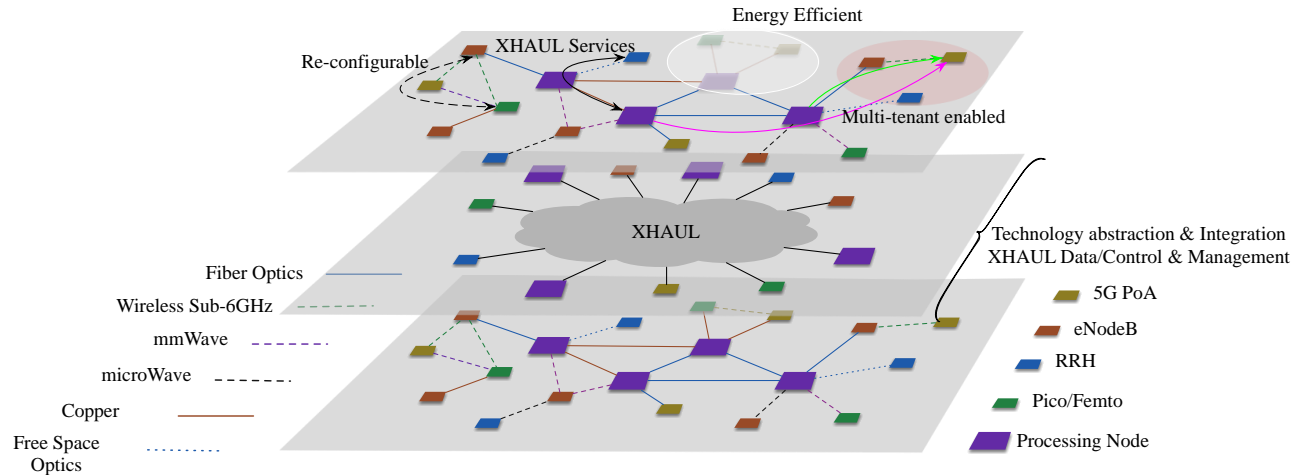 Energy Efficient
XHAUL Services
Re-configurable
Multi-tenant enabled
XHAUL
Technology abstraction & Integration
XHAUL Data/Control & Management
Fiber Optics
Wireless Sub-6GHz
mmWave
microWave
Copper
Free Space
Optics
5G PoA
eNodeB
RRH
Pico/Femto
Processing Node